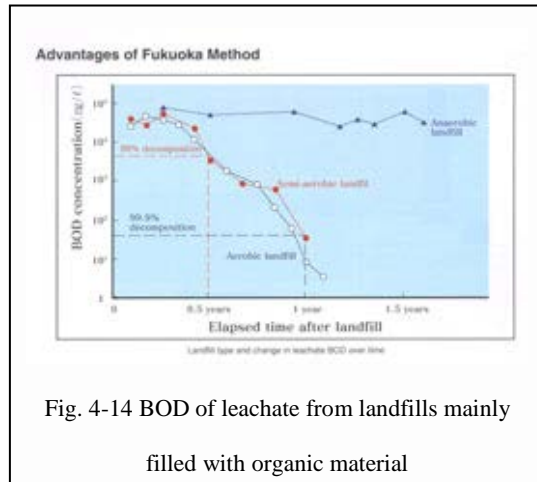 Advantages of Fukuoka Method
BOD concentration
Anaerobic
landfill
decomposition
Semi-aerobic landfill
99.9%
decomposition
Aerobic landfill
1
0
0.5 years
1 year
1.5 years
Elapsed time after landfill
Landfill type and change in leachate BOD over time
Fig. 4-14 BOD of leachate from landfills mainly
filled with organic material